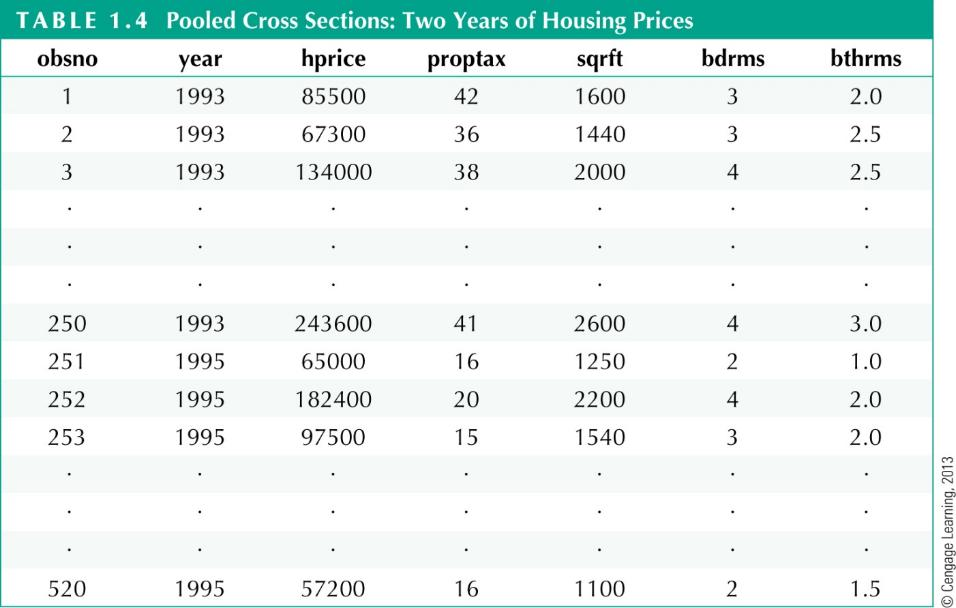 TABLE 1.4 Pooled Cross Sections: Two Years of Housing Prices
obsno year hprice proptax sqrft bdrms bthrms
1 1993 85500 42 1600 3 2.0
2 1993 67300 36 1440 3 2.5
3 1993 134000 38 2000 4 2.5
. . . . . . .
. . . . . . .
. . . . . . .
250 1993 243600 41 2600 4 3.0
251 1995 65000 16 1250 2 1.0
252 1995 182400 20 2200 4 2.0
253 1995 97500 15 1540 3 2.0
. . . . . . .
. . . . . . .
. . . . . . .
520 1995 57200 16 1100 2 1.5
© Cengage Learning, 2013